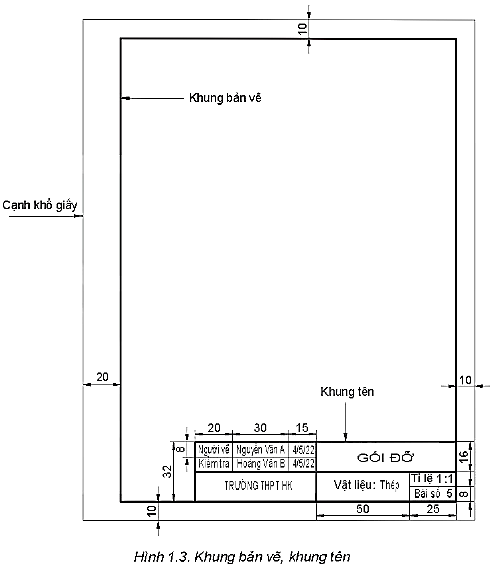 10
Khung bản vẽ
Cạnh khổ giấy
20
10
Khung tên
20 30 15
8
32
Người vẽ Nguyễn Văn A 4/5/22
Kiểm tra Hoàng Văn B 4/5/22
GỐI ĐỠ
16
TRƯỜNG THPT HK
Vật liệu: Thép
Tỉ lệ 1:1
Bài số 5
8
10
50 25
Hình 1.3. Khung bản vẽ, khung tên